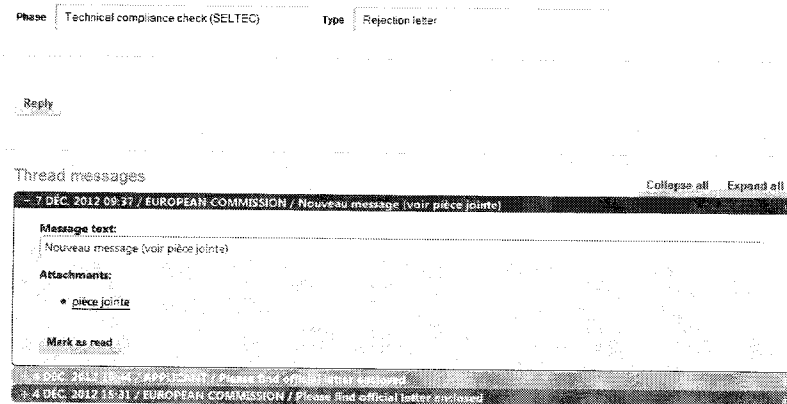 Phase Technical compliance check (SELTEC) Type Rejection letter
Reply
Thread messages
Collapse all Expand all
- 7 DEC. 2012 09:37 / EUROPEAN COMMISSION / Nouveau message (voir pièce jointe)
Message text:
Nouveau message (voir pièce jointe)
Attachments:
• pièce jointe
Mark as read
/ APPLICANT / Please find official letter enclosed
+ 4 DEC. 2012 15:31 / EUROPEAN COMMISSION / Please find official letter enclosed